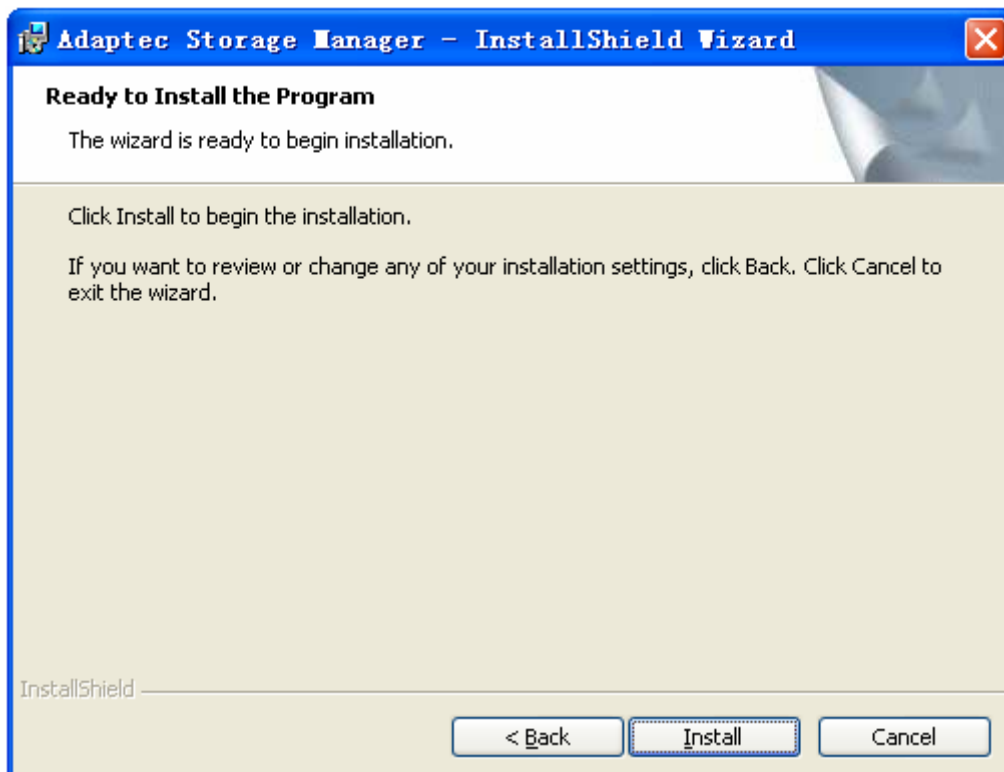 Adaptec Storage Manager - InstallShield Wizard
Ready to Install the Program
The wizard is ready to begin installation.
Click Install to begin the installation.
If you want to review or change any of your installation settings, click Back. Click Cancel to
exit the wizard.
InstallShield
< Back
Install
Cancel